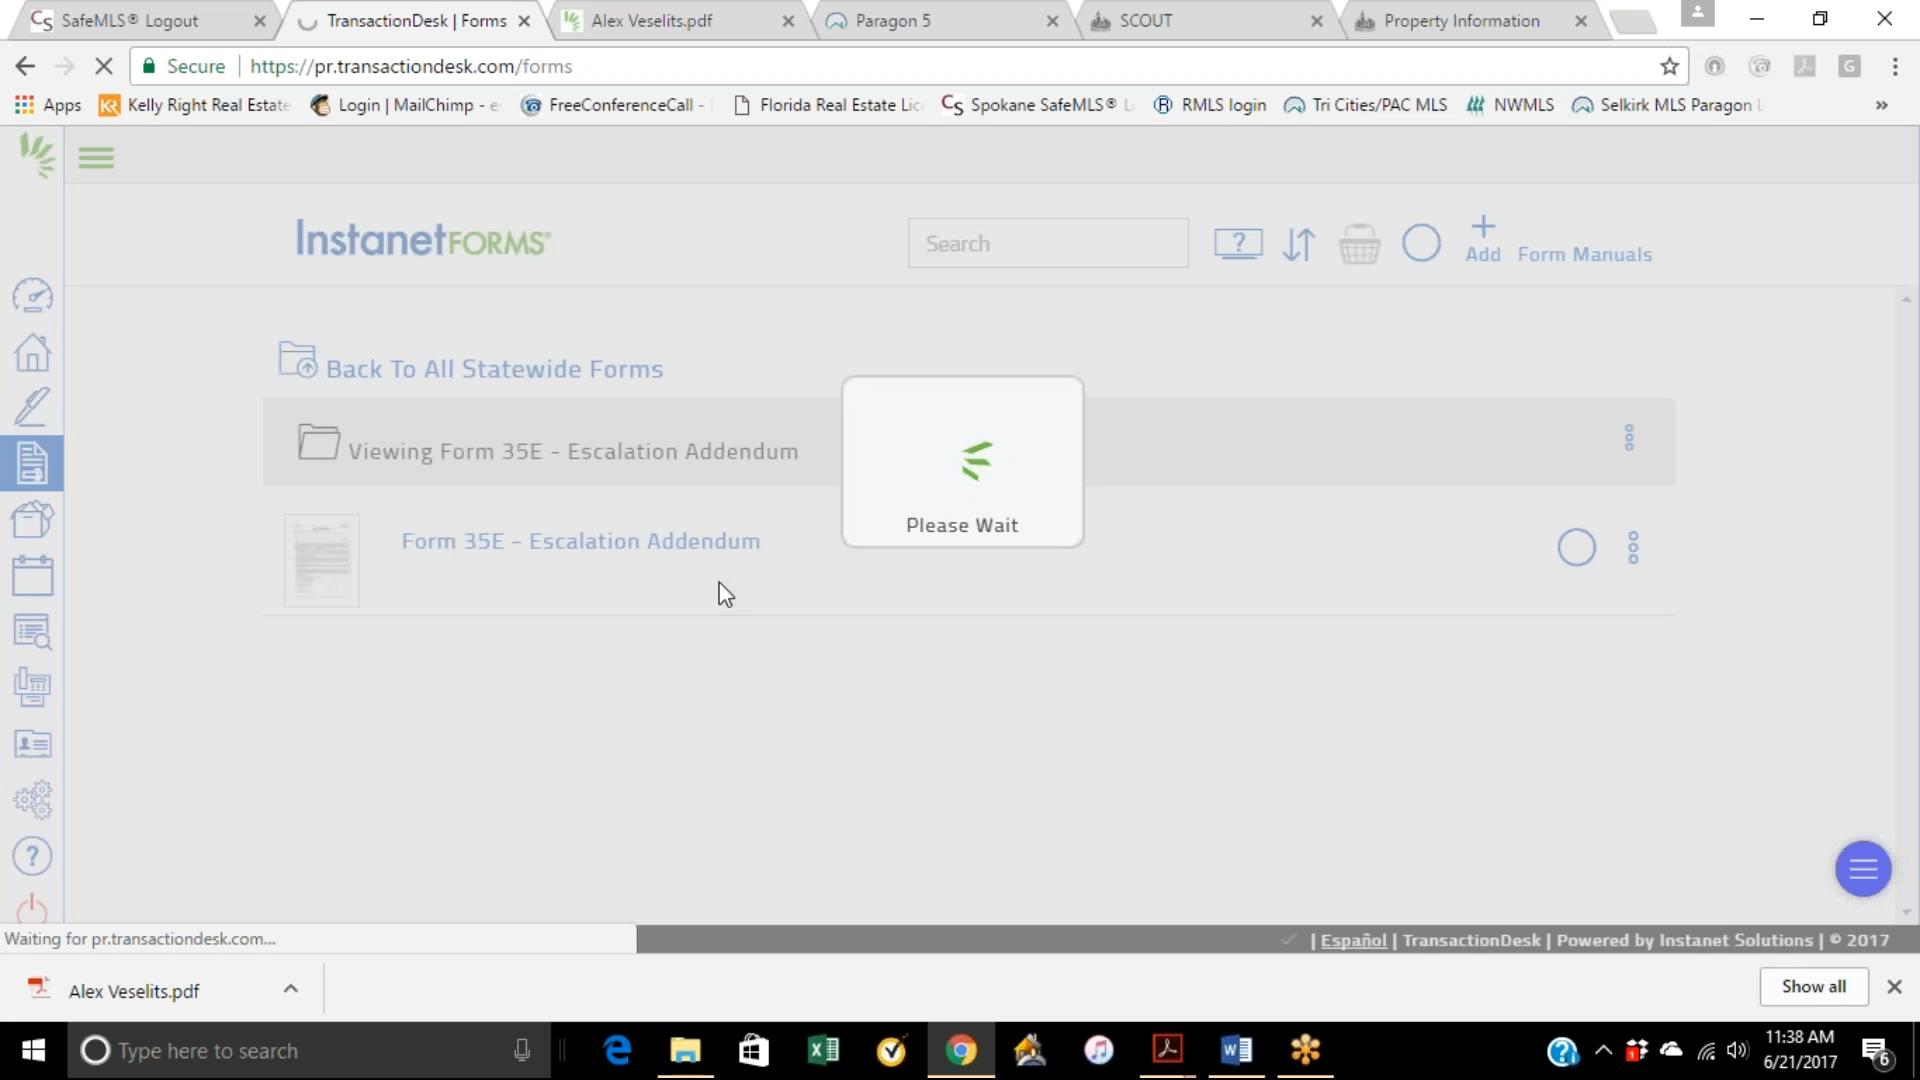 SafeMLS® Logout
TransactionDesk | Forms
Alex Veselits.pdf
Paragon 5
SCOUT
Property Information
Secure
https://pr.transactiondesk.com/forms
Apps
Kelly Right Real Estate
Login | MailChimp - e
FreeConferenceCall -
Florida Real Estate Lic
Spokane SafeMLS® L
RMLS login
Tri Cities/PAC MLS
NWMLS
Selkirk MLS Paragon L
»
InstanetFORMS®
Search
Add
Form Manuals
Back To All Statewide Forms
Viewing Form 35E - Escalation Addendum
Please Wait
Form 35E - Escalation Addendum
Waiting for pr.transactiondesk.com...
| Español | TransactionDesk | Powered by Instanet Solutions | © 2017
Alex Veselits.pdf
Show all
Type here to search
11:38 AM
6/21/2017
6